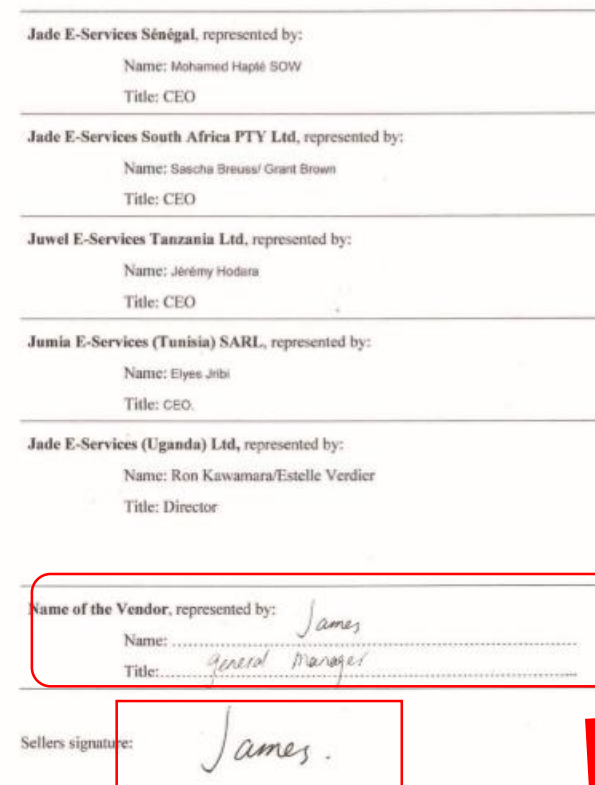 Jade E-Services Sénégal, represented by:
Name: Mohamed Hapté SOW
Title: CEO
Jade E-Services South Africa PTY Ltd, represented by:
Name: Sascha Breuss/ Grant Brown
Title: CEO
Juwel E-Services Tanzania Ltd, represented by:
Name: Jérémy Hodara
Title: CEO
Jumia E-Services (Tunisia) SARL, represented by:
Name: Elyes Jribi
Title: CEO.
Jade E-Services (Uganda) Ltd, represented by:
Name: Ron Kawamara/Estelle Verdier
Title: Director
Name of the Vendor, represented by:
Name: James
Title: general manager
Sellers signature: James.